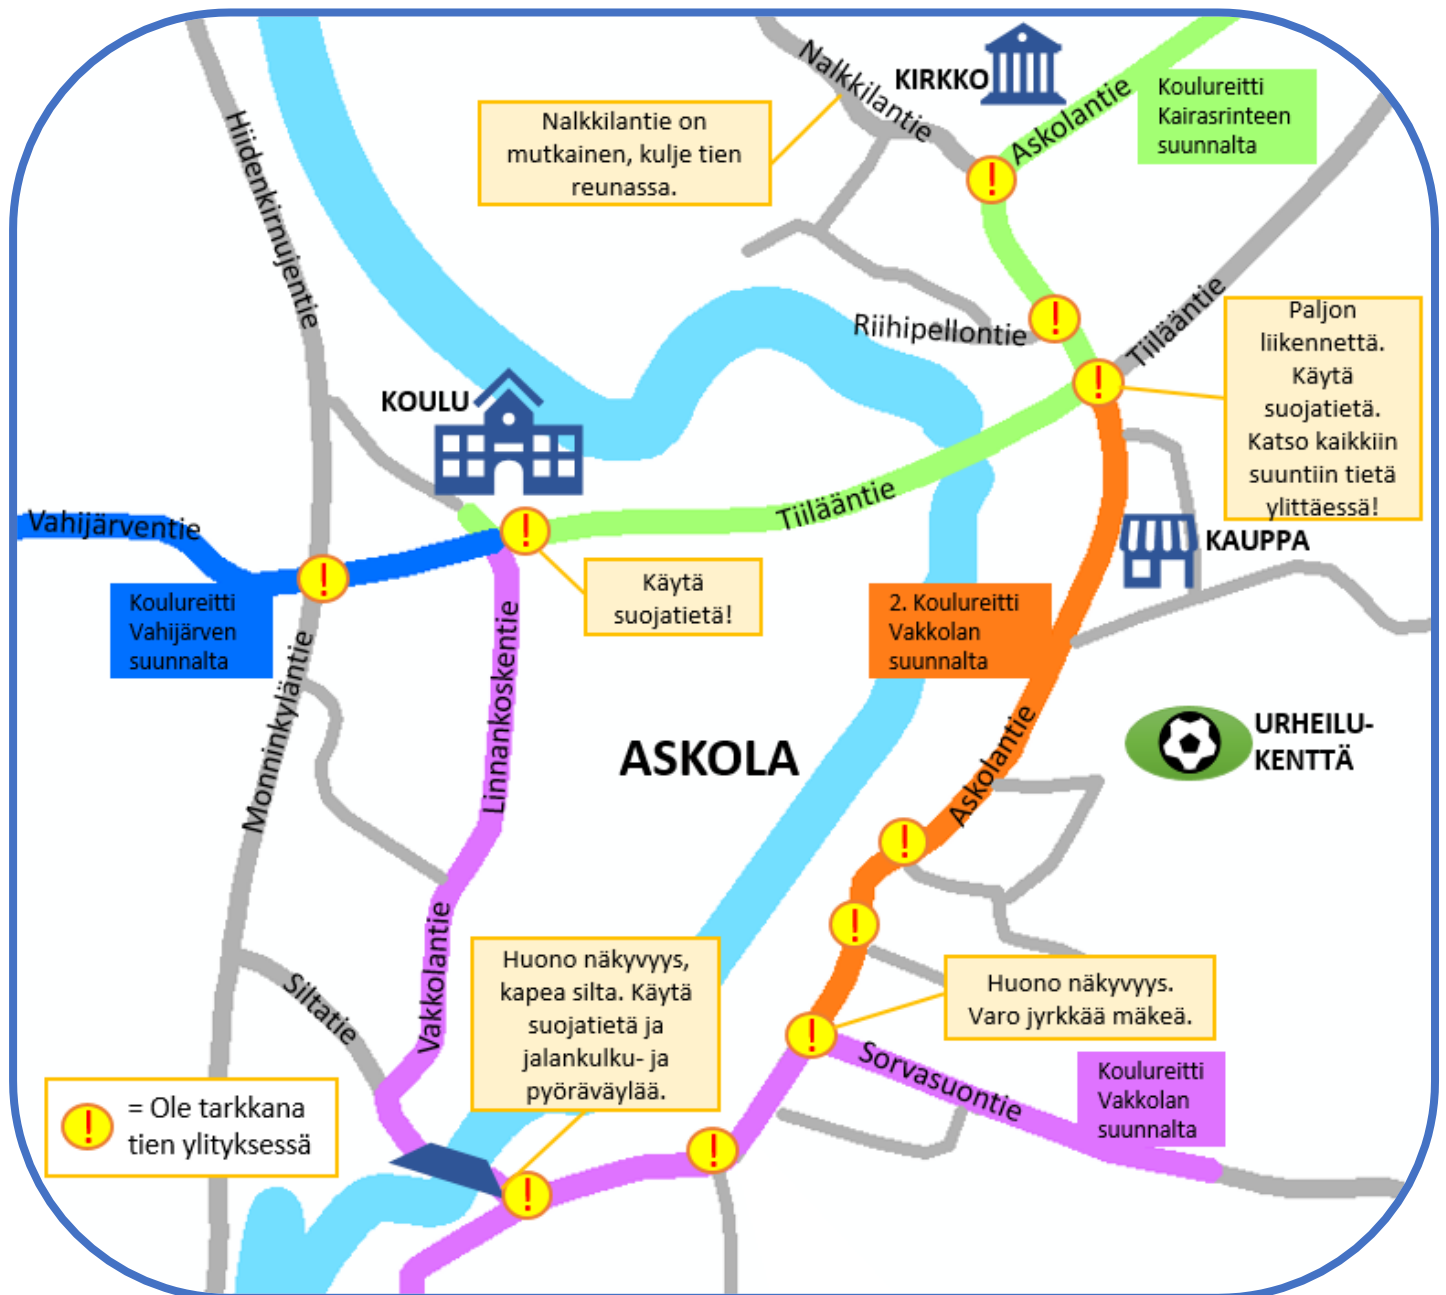 Nalkkilantie
KIRKKO
Askolantie
Koulureitti
Kairasrinteen
suunnalta
Nalkkilantie on
mutkainen, kulje tien
reunassa.
Hiidenkirnujentie
Riihipellontie
Tiilääntie
Paljon
liikennettä.
Käytä
suojatietä.
Katso kaikkiin
suuntiin tietä
ylittäessä!
KOULU
Tiilääntie
Vahijärventie
KAUPPA
Käytä
suojatietä!
Koulureitti
Vahijärven
suunnalta
2. Koulureitti
Vakkolan
suunnalta
Linnankoskentie
Monninkyläntie
ASKOLA
Askolantie
URHEILU-
KENTTÄ
Vakkolantie
Siltatie
Huono näkyvyys,
kapea silta. Käytä
suojatietä ja
jalankulku- ja
pyöräväylää.
Huono näkyvyys.
Varo jyrkkää mäkeä.
Sorvasuontie
Koulureitti
Vakkolan
suunnalta
= Ole tarkkana
tien ylityksessä